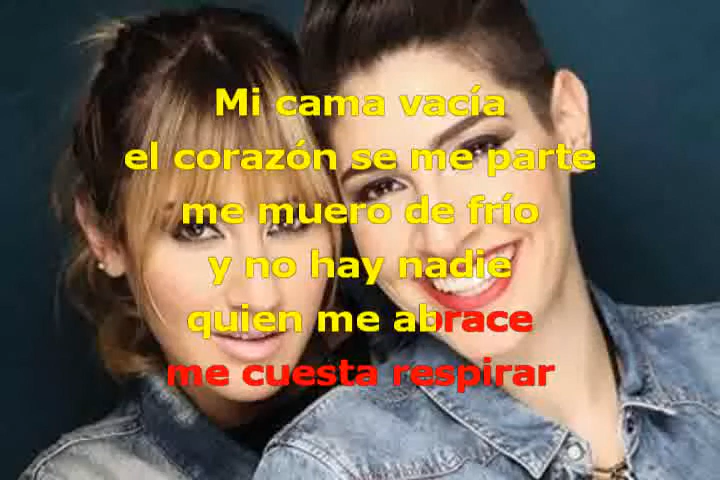 Mi cama vacía
el corazón se me parte
me muero de frío
y no hay nadie
quien me abrace
me cuesta respirar